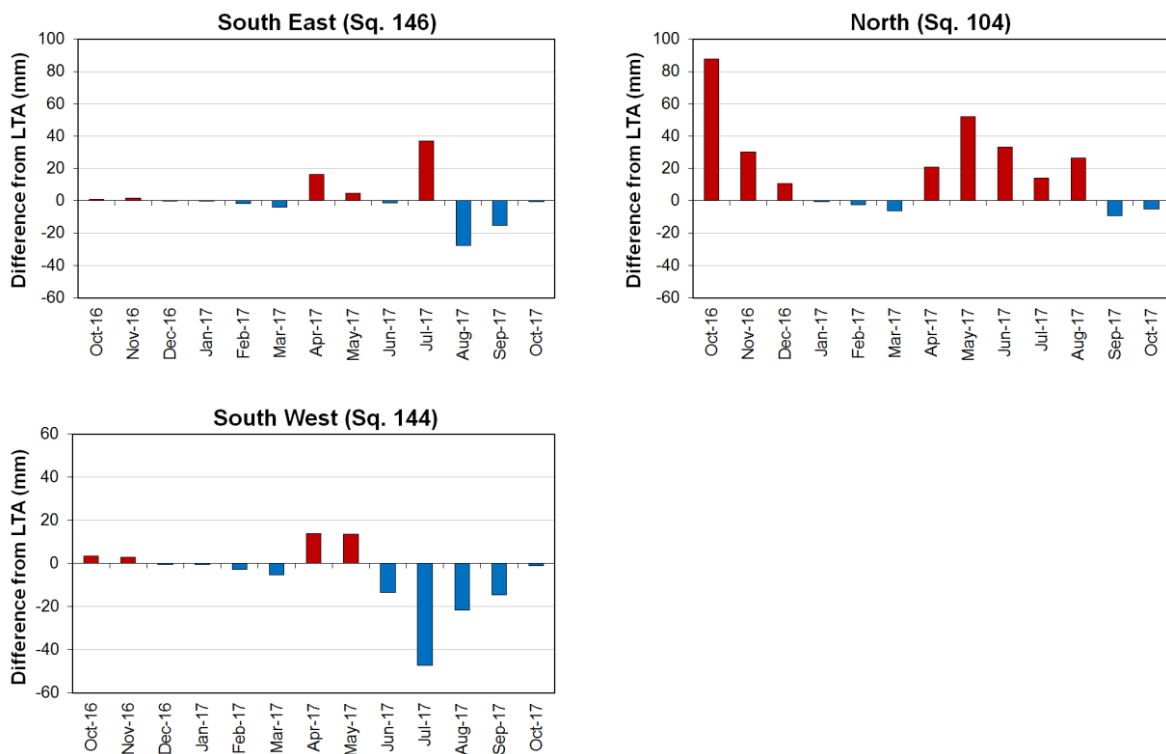 South East (Sq. 146)
Difference from LTA (mm)
100
80
60
40
20
0
-20
-40
-60
Oct-16
Nov-16
Dec-16
Jan-17
Feb-17
Mar-17
Apr-17
May-17
Jun-17
Jul-17
Aug-17
Sep-17
Oct-17
North (Sq. 104)
Difference from LTA (mm)
100
80
60
40
20
0
-20
-40
-60
Oct-16
Nov-16
Dec-16
Jan-17
Feb-17
Mar-17
Apr-17
May-17
Jun-17
Jul-17
Aug-17
Sep-17
Oct-17
South West (Sq. 144)
Difference from LTA (mm)
60
40
20
0
-20
-40
-60
Oct-16
Nov-16
Dec-16
Jan-17
Feb-17
Mar-17
Apr-17
May-17
Jun-17
Jul-17
Aug-17
Sep-17
Oct-17